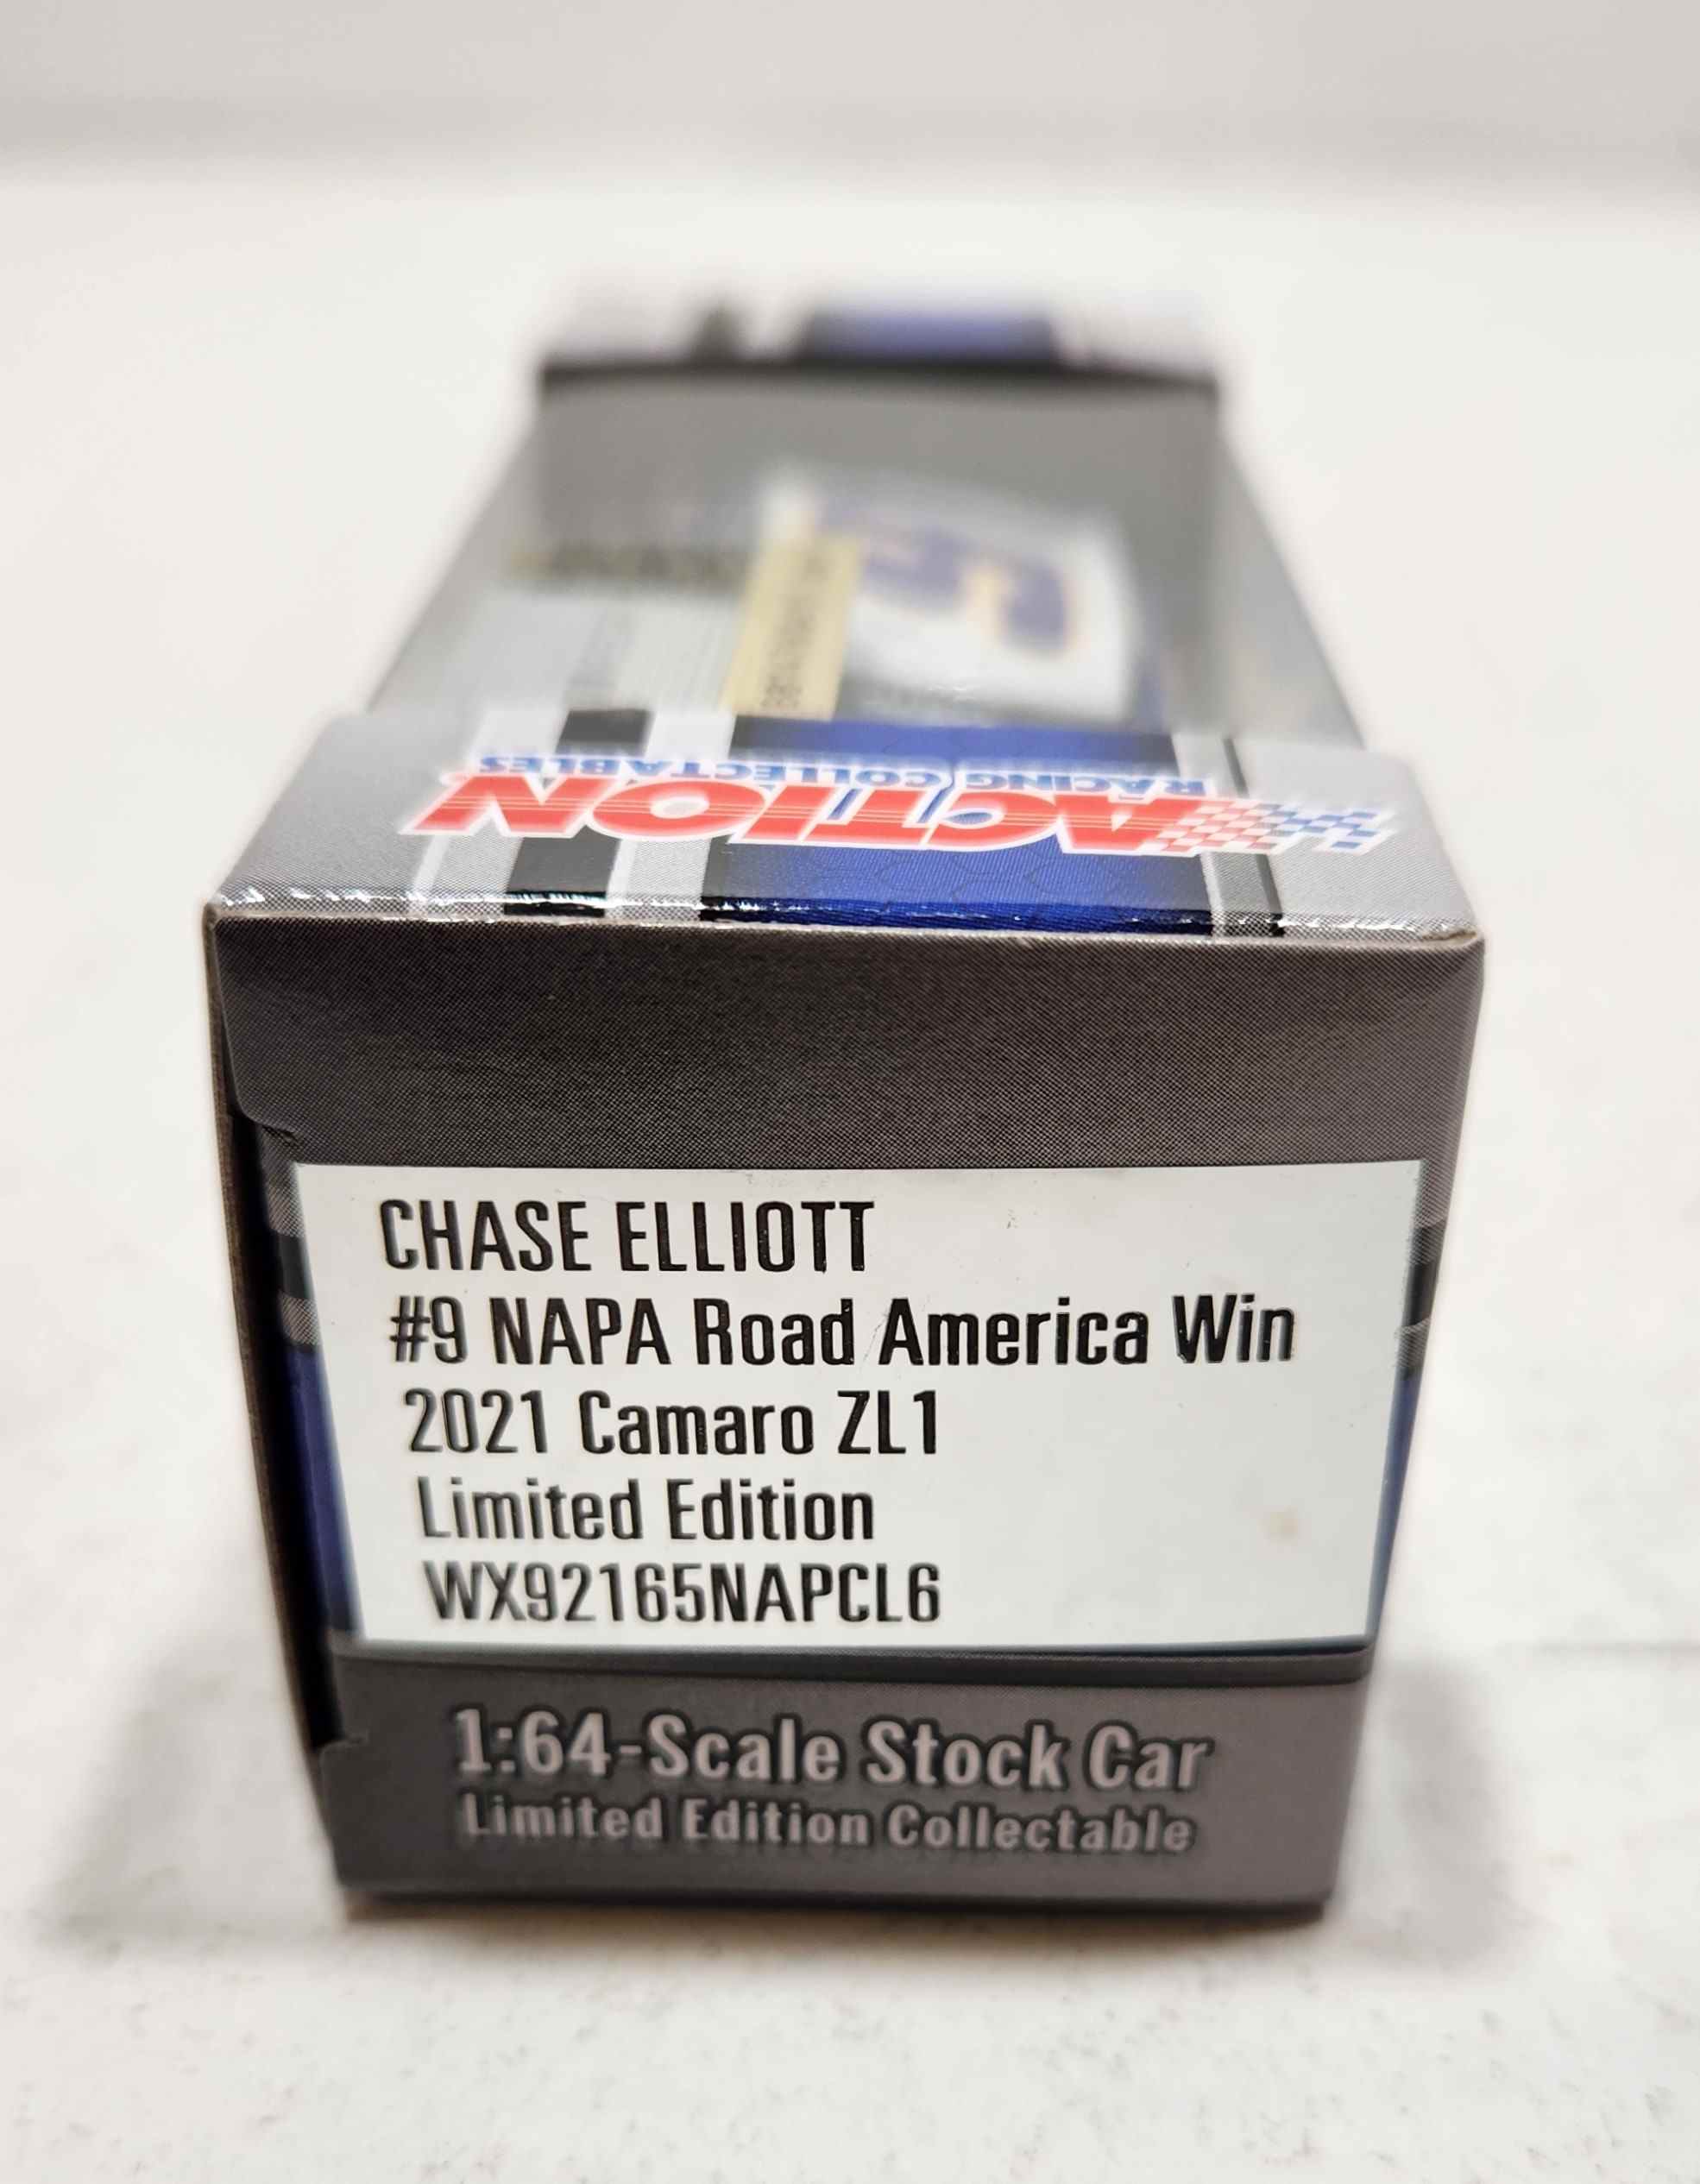 ACTION
RACING COLLECTABLES
CHASE ELLIOTT
#9 NAPA Road America Win
2021 Camaro ZL1
Limited Edition
WX92165NAPCL6
1:64-Scale Stock Car
Limited Edition Collectable